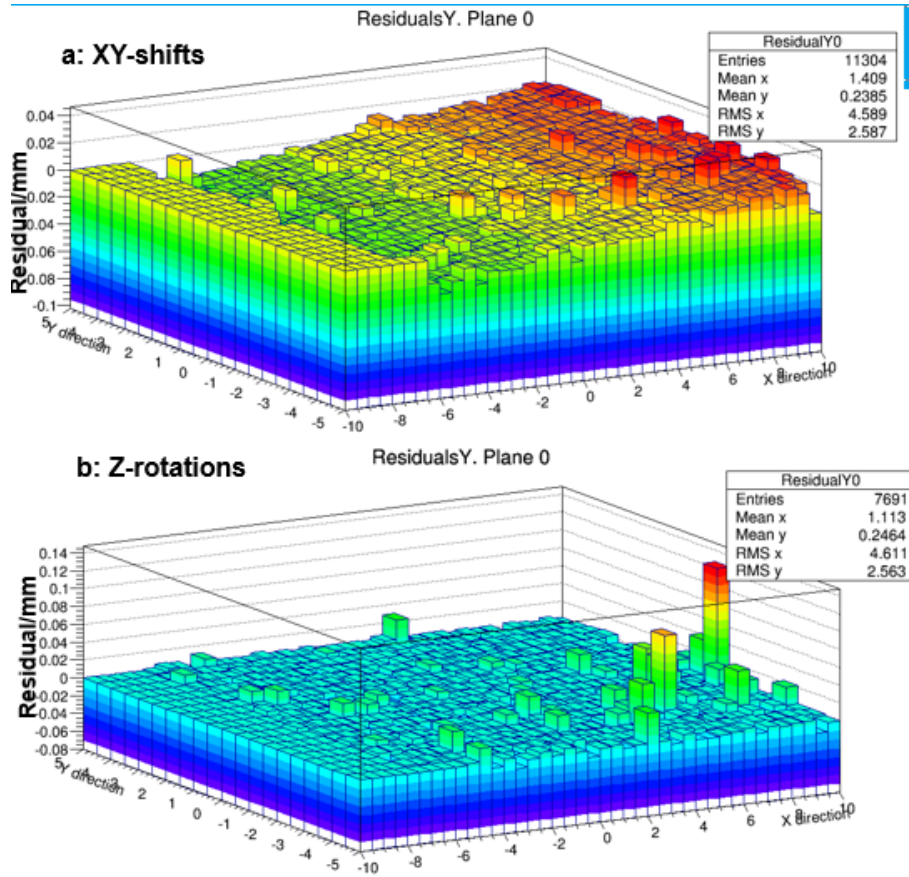 ResidualsY. Plane 0
a: XY-shifts
ResidualY0
Entries 11304
Mean x 1.409
Mean y 0.2385
RMS x 4.589
RMS y 2.587
Residual/mm
0.04
0.02
0
-0.02
-0.04
-0.06
-0.08
-0.1
5 4 3 2 1 0 -1 -2 -3 -4 -5
Y direction
-10 -8 -6 -4 -2 0 2 4 6 8 10
X direction
b: Z-rotations
ResidualsY. Plane 0
ResidualY0
Entries 7691
Mean x 1.113
Mean y 0.2464
RMS x 4.611
RMS y 2.563
Residual/mm
0.14
0.12
0.1
0.08
0.06
0.04
0.02
0
-0.02
-0.04
-0.06
-0.08
5 4 3 2 1 0 -1 -2 -3 -4 -5
Y direction
-10 -8 -6 -4 -2 0 2 4 6 8 10
X direction